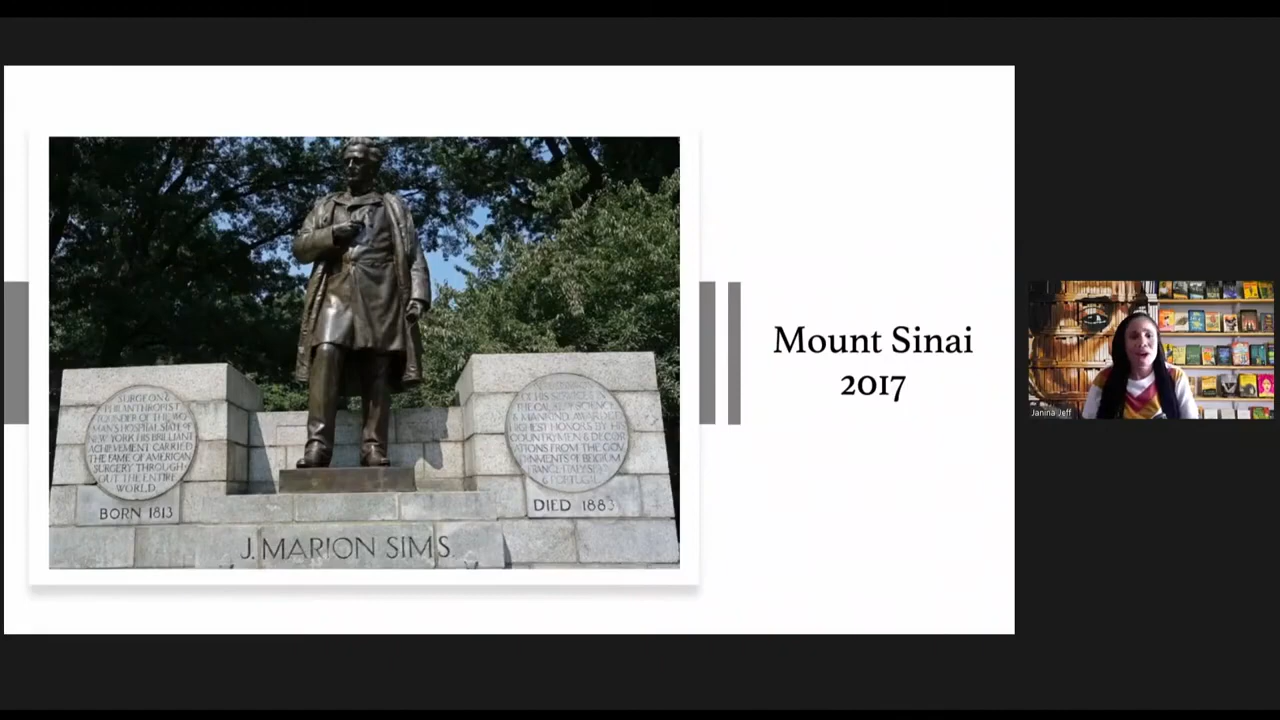 SURGEON &
PHILANTHROPIST
FOUNDER OF THE WO-
MAN'S HOSPITAL STATE OF
NEW YORK HIS BRILLIANT
ACHIEVEMENT CARRIED
THE FAME OF AMERICAN
SURGERY THROUGH-
OUT THE ENTIRE
WORLD
BORN 1813
OF HIS
THE CAUSE OF SCIENCE
& MANKIND AWARDED
HIGHEST HONORS BY HIS
COUNTRYMEN & DECOR-
ATIONS FROM THE GOV-
ERNMENTS OF BELGIUM
FRANCE ITALY SPAIN
& PORTUGAL
DIED 1883
J. MARION SIMS
Mount Sinai
2017
Janina Jeff